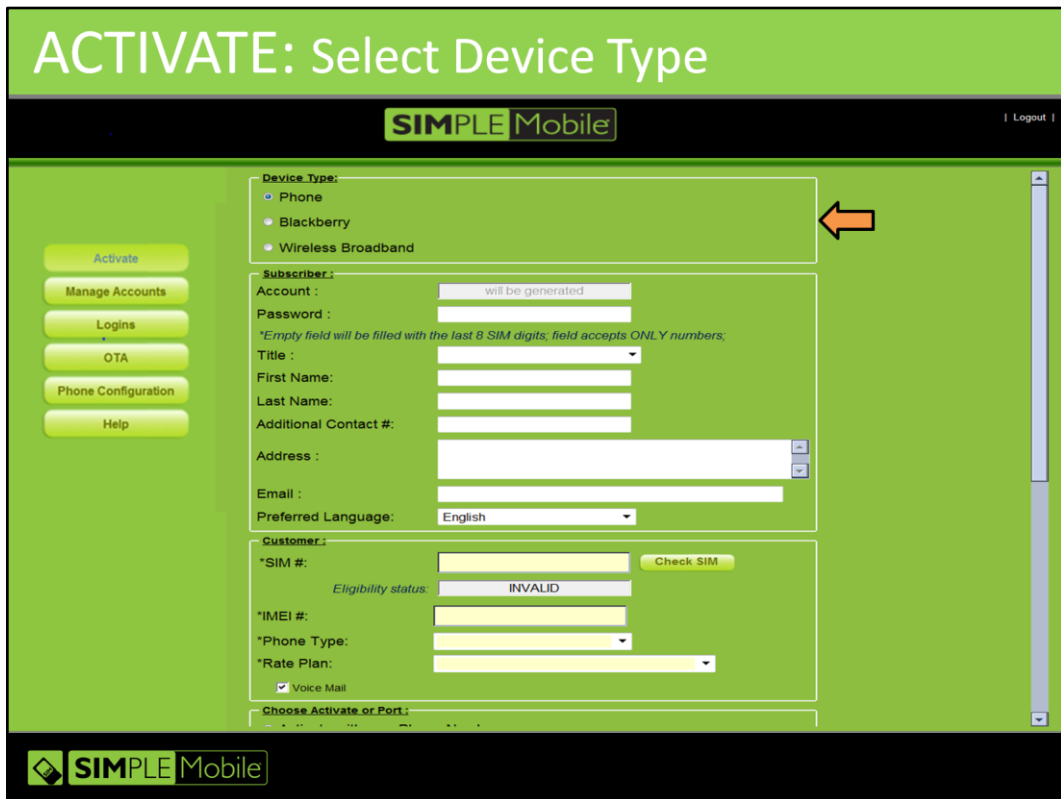 ACTIVATE: Select Device Type
SIMPLE Mobile
| Logout |
Device Type:
Phone
Blackberry
Wireless Broadband
Activate
Manage Accounts
Logins
OTA
Phone Configuration
Help
Subscriber :
Account : will be generated
Password :
*Empty field will be filled with the last 8 SIM digits; field accepts ONLY numbers;
Title :
First Name:
Last Name:
Additional Contact #:
Address :
Email :
Preferred Language: English
Customer :
*SIM #: Check SIM
Eligibility status: INVALID
*IMEI #:
*Phone Type:
*Rate Plan:
Voice Mail
Choose Activate or Port :
SIMPLE Mobile